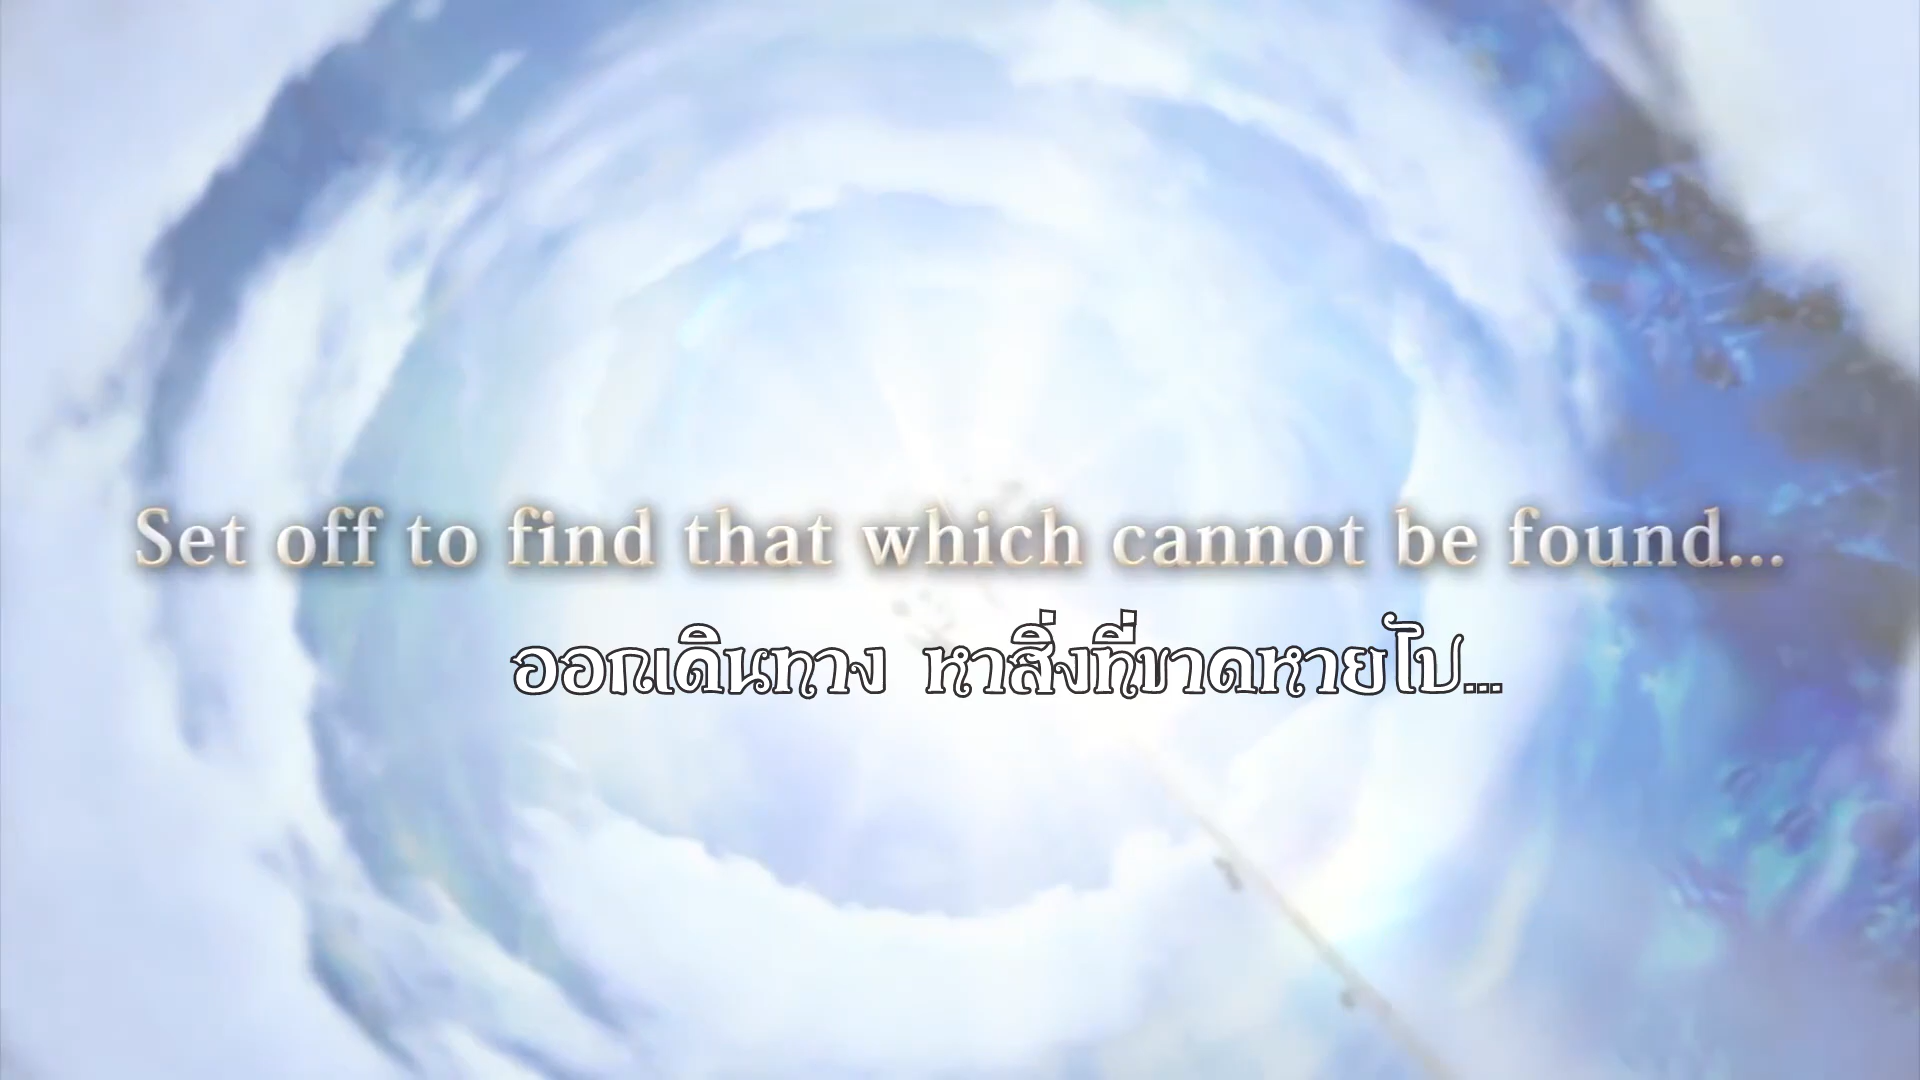 Set off to find that which cannot be found...
ออกเดินทาง หาสิ่งที่ขาดหายไป...